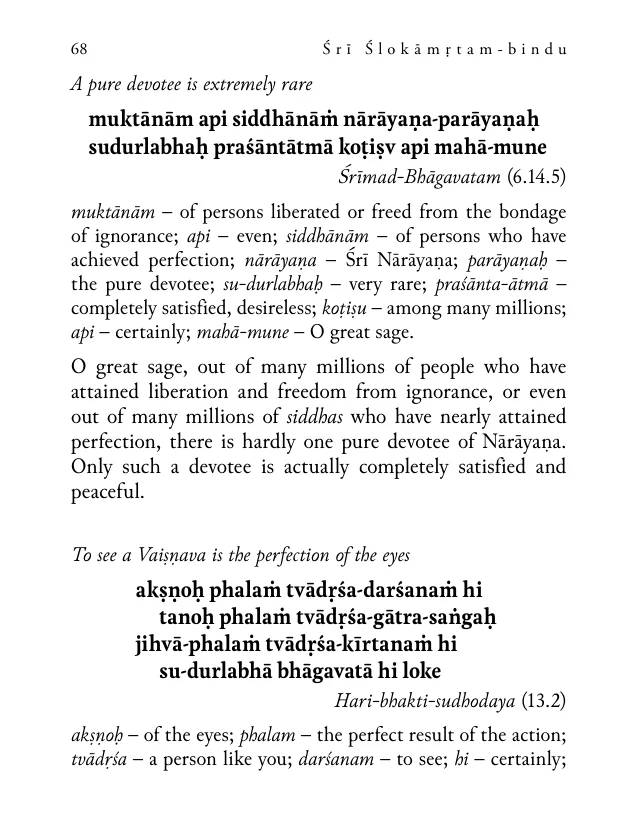 68
Śrī Ślokāmṛtam-bindu
A pure devotee is extremely rare
muktānām api siddhānāṁ nārāyaṇa-parāyaṇaḥ
sudurlabhaḥ praśāntātmā koṭiṣv api mahā-mune
Śrīmad-Bhāgavatam (6.14.5)
muktānām – of persons liberated or freed from the bondage
of ignorance; api – even; siddhānām – of persons who have
achieved perfection; nārāyaṇa – Śrī Nārāyaṇa; parāyaṇaḥ –
the pure devotee; su-durlabhaḥ – very rare; praśānta-ātmā –
completely satisfied, desireless; koṭiṣu – among many millions;
api – certainly; mahā-mune – O great sage.
O great sage, out of many millions of people who have
attained liberation and freedom from ignorance, or even
out of many millions of siddhas who have nearly attained
perfection, there is hardly one pure devotee of Nārāyaṇa.
Only such a devotee is actually completely satisfied and
peaceful.
To see a Vaiṣṇava is the perfection of the eyes
akṣṇoḥ phalaṁ tvādṛśa-darśanaṁ hi
tanoḥ phalaṁ tvādṛśa-gātra-saṅgaḥ
jihvā-phalaṁ tvādṛśa-kīrtanaṁ hi
su-durlabhā bhāgavatā hi loke
Hari-bhakti-sudhodaya (13.2)
akṣṇoḥ – of the eyes; phalam – the perfect result of the action;
tvādṛśa – a person like you; darśanam – to see; hi – certainly;